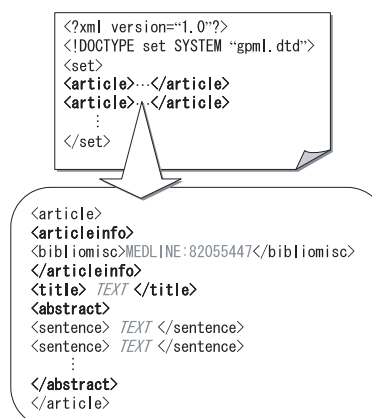 <?xml version=“1.0”?>
<!DOCTYPE set SYSTEM “gpml.dtd”>
<set>
<article>…</article>
<article>…</article>
⋮
</set>
<article>
<articleinfo>
<bibliomisc>MEDLINE:82055447</bibliomisc>
</articleinfo>
<title> TEXT </title>
<abstract>
<sentence> TEXT </sentence>
<sentence> TEXT </sentence>
⋮
</abstract>
</article>